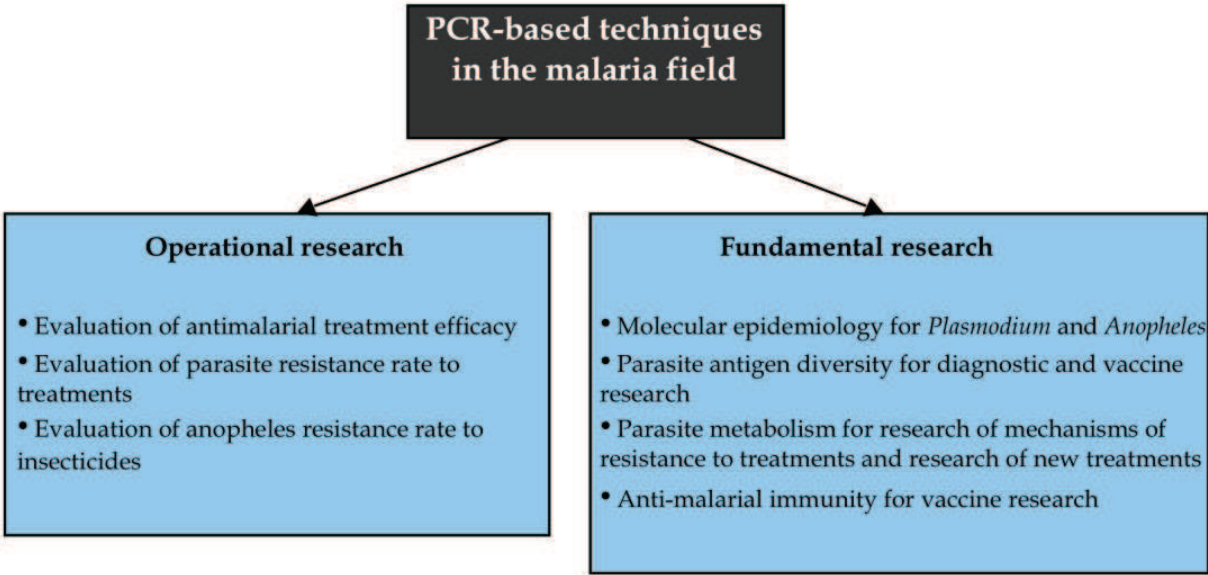 PCR-based techniques
in the malaria field
Operational research
• Evaluation of antimalarial treatment efficacy
• Evaluation of parasite resistance rate to
treatments
• Evaluation of anopheles resistance rate to
insecticides
Fundamental research
• Molecular epidemiology for Plasmodium and Anopheles
• Parasite antigen diversity for diagnostic and vaccine
research
• Parasite metabolism for research of mechanisms of
resistance to treatments and research of new treatments
• Anti-malarial immunity for vaccine research